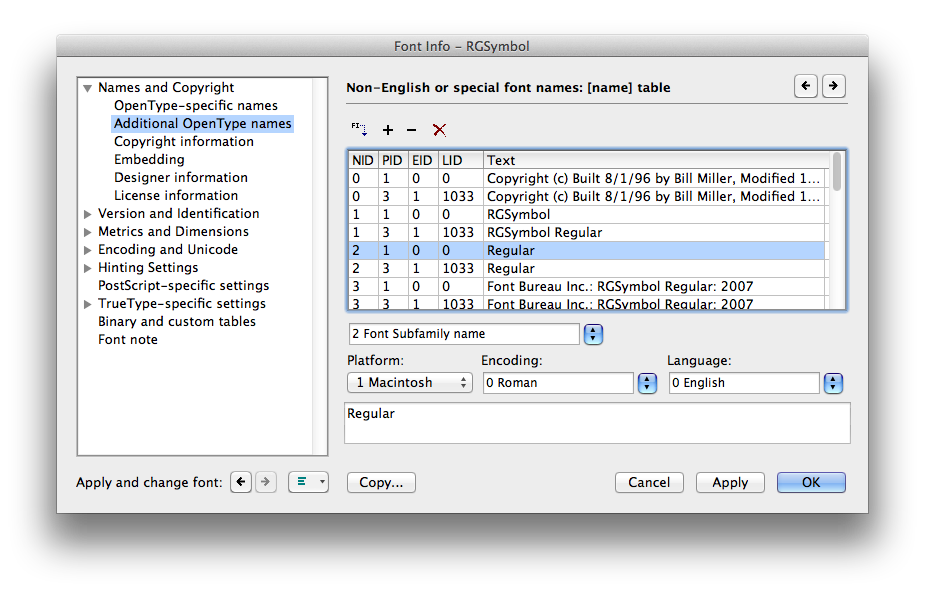 Font Info – RGSymbol
Names and Copyright
OpenType-specific names
Additional OpenType names
Copyright information
Embedding
Designer information
License information
Version and Identification
Metrics and Dimensions
Encoding and Unicode
Hinting Settings
PostScript-specific settings
TrueType-specific settings
Binary and custom tables
Font note
Non-English or special font names: [name] table
NID PID EID LID Text
0 1 0 0 Copyright (c) Built 8/1/96 by Bill Miller, Modified 1...
0 3 1 1033 Copyright (c) Built 8/1/96 by Bill Miller, Modified 1...
1 1 0 0 RGSymbol
1 3 1 1033 RGSymbol Regular
2 1 0 0 Regular
2 3 1 1033 Regular
3 1 0 0 Font Bureau Inc.: RGSymbol Regular: 2007
3 3 1 1033 Font Bureau Inc.: RGSymbol Regular: 2007
2 Font Subfamily name
Platform: Encoding: Language:
1 Macintosh 0 Roman 0 English
Regular
Apply and change font: Copy... Cancel Apply OK